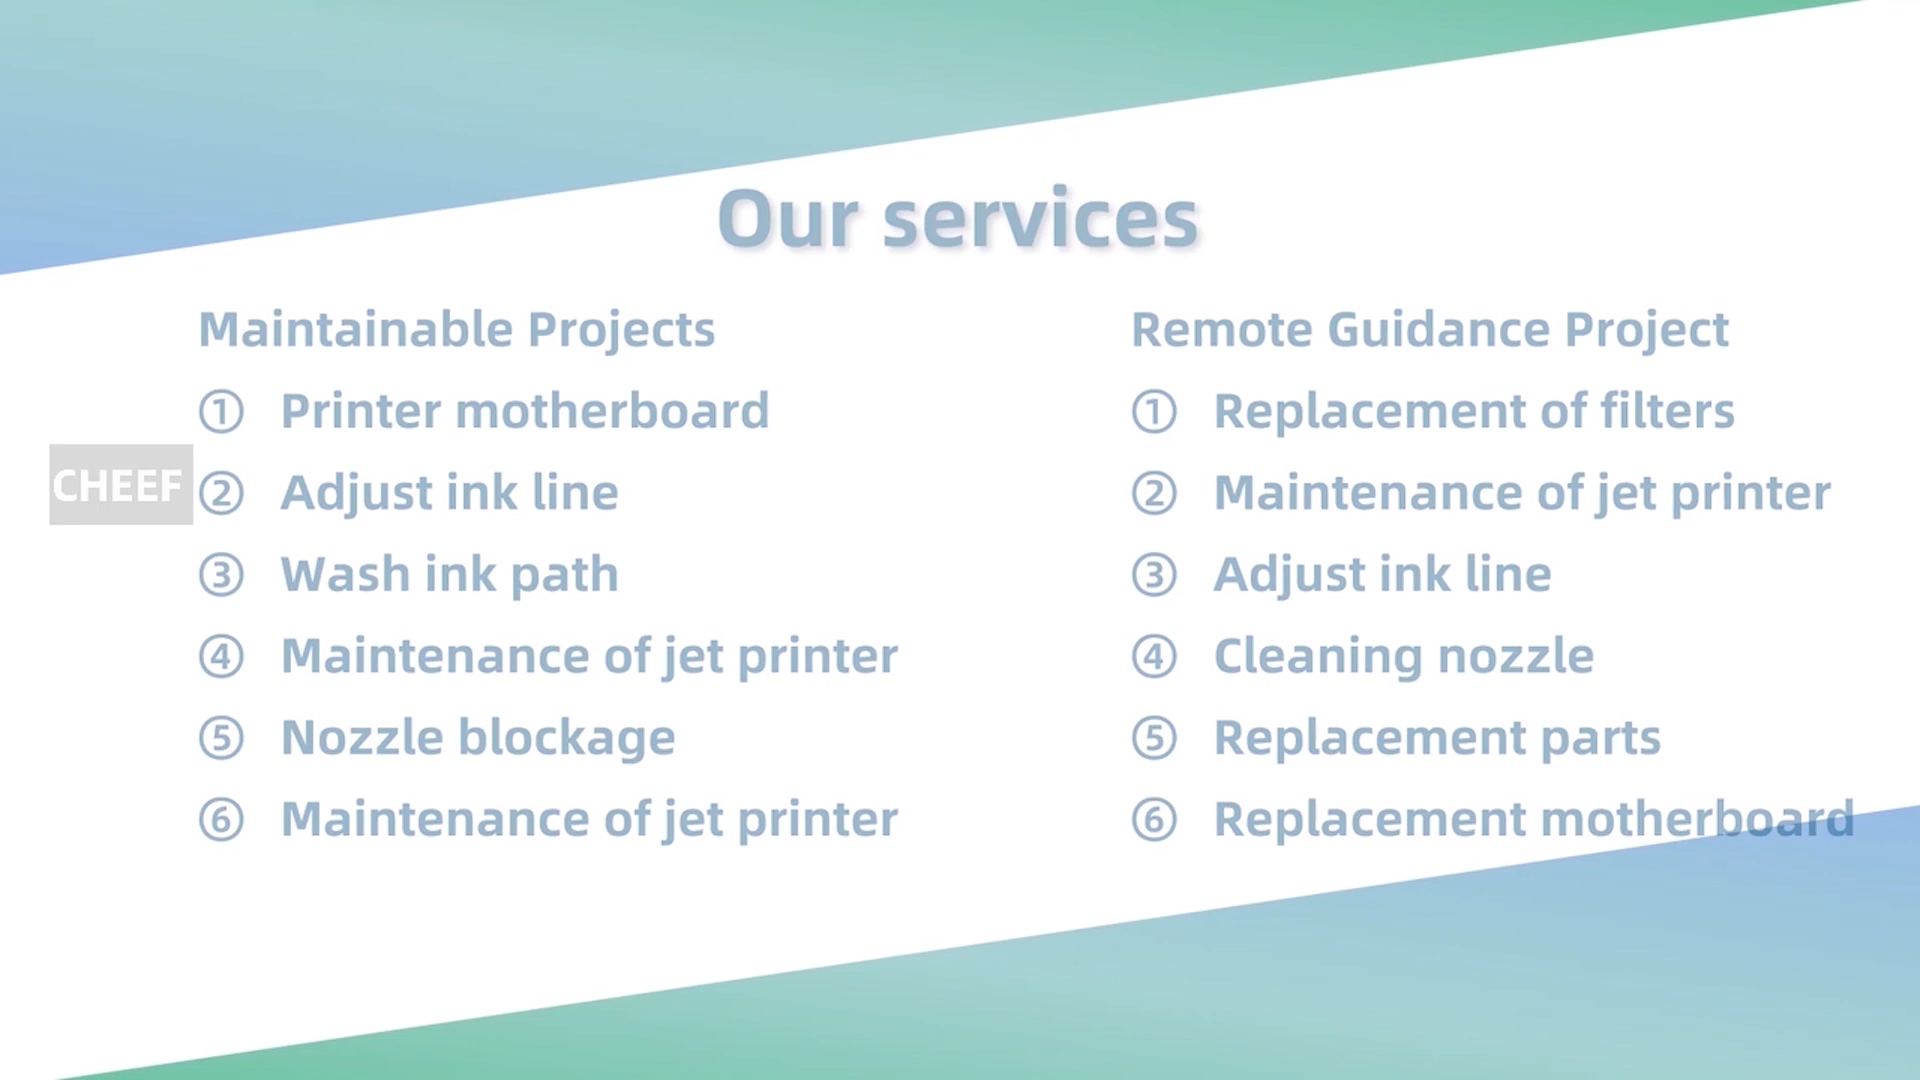 Our services
Maintainable Projects
① Printer motherboard
② Adjust ink line
③ Wash ink path
④ Maintenance of jet printer
⑤ Nozzle blockage
⑥ Maintenance of jet printer
Remote Guidance Project
① Replacement of filters
② Maintenance of jet printer
③ Adjust ink line
④ Cleaning nozzle
⑤ Replacement parts
⑥ Replacement motherboard
CHEEF